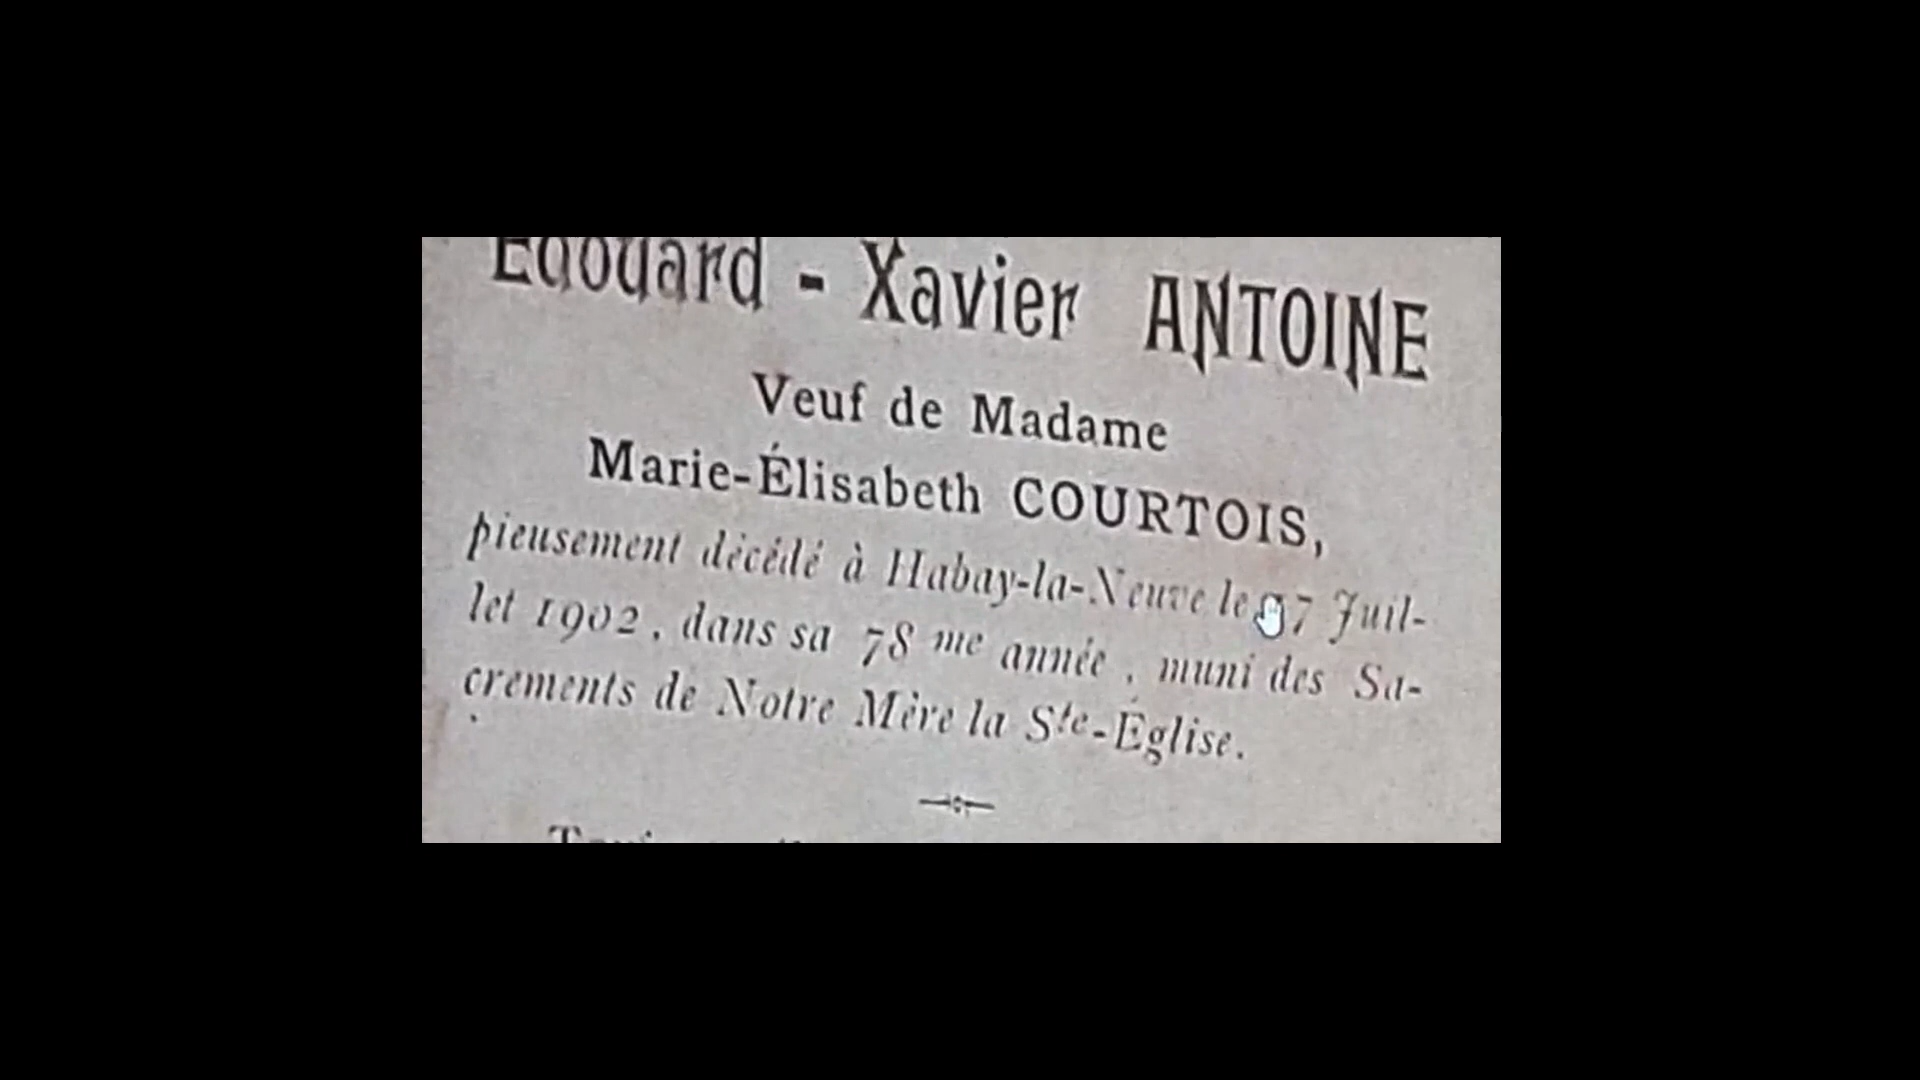 Edouard - Xavier ANTOINE
Veuf de Madame
Marie-Élisabeth COURTOIS,
pieusement décédé à Habay-la-Neuve le Juil-
let 1902, dans sa 78 me année, muni des Sa-
crements de Notre Mère la Ste-Église.